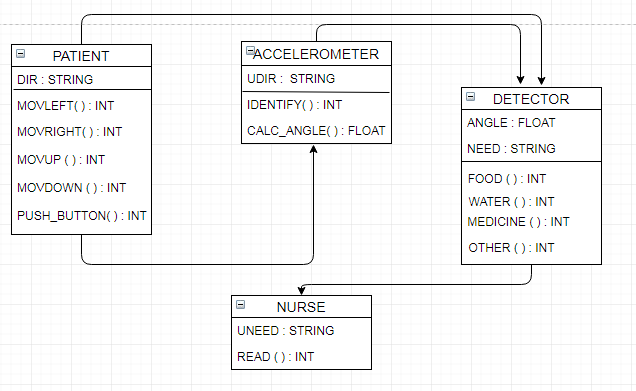 PATIENT
DIR : STRING
MOVLEFT( ) : INT
MOVRIGHT( ) : INT
MOVUP ( ) : INT
MOVDOWN ( ) : INT
PUSH_BUTTON( ) : INT
ACCELEROMETER
UDIR : STRING
IDENTIFY( ) : INT
CALC_ANGLE( ) : FLOAT
DETECTOR
ANGLE : FLOAT
NEED : STRING
FOOD ( ) : INT
WATER ( ) : INT
MEDICINE ( ) : INT
OTHER ( ) : INT
NURSE
UNEED : STRING
READ ( ) : INT